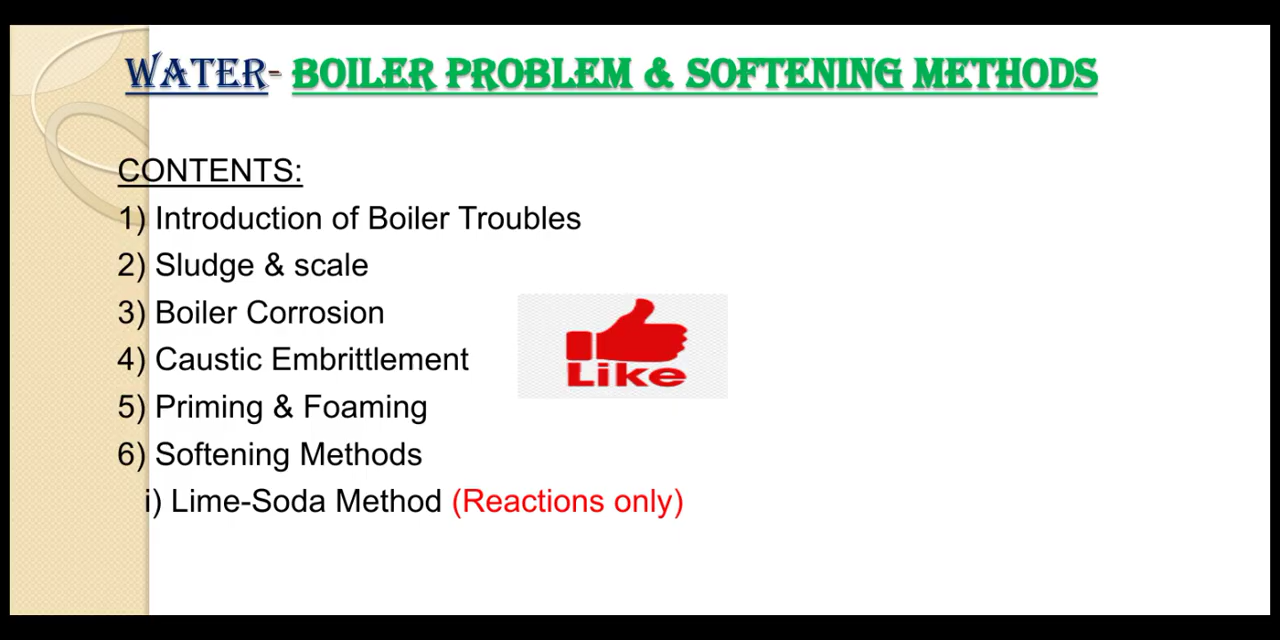 WATER- BOILER PROBLEM & SOFTENING METHODS
CONTENTS:
1) Introduction of Boiler Troubles
2) Sludge & scale
3) Boiler Corrosion
4) Caustic Embrittlement
5) Priming & Foaming
6) Softening Methods
i) Lime-Soda Method (Reactions only)
Like